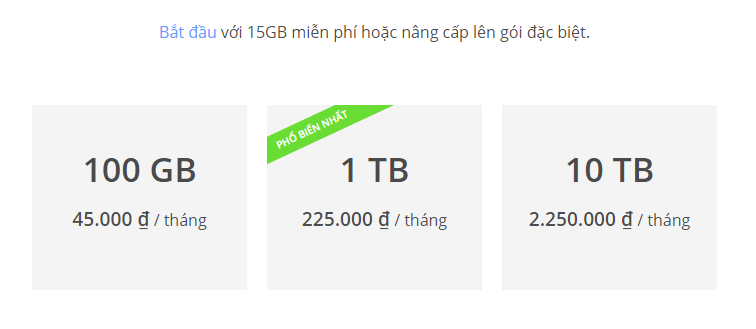 Bắt đầu với 15GB miễn phí hoặc nâng cấp lên gói đặc biệt.
PHỔ BIẾN NHẤT
100 GB
45.000 ₫ / tháng
1 TB
225.000 ₫ / tháng
10 TB
2.250.000 ₫ / tháng